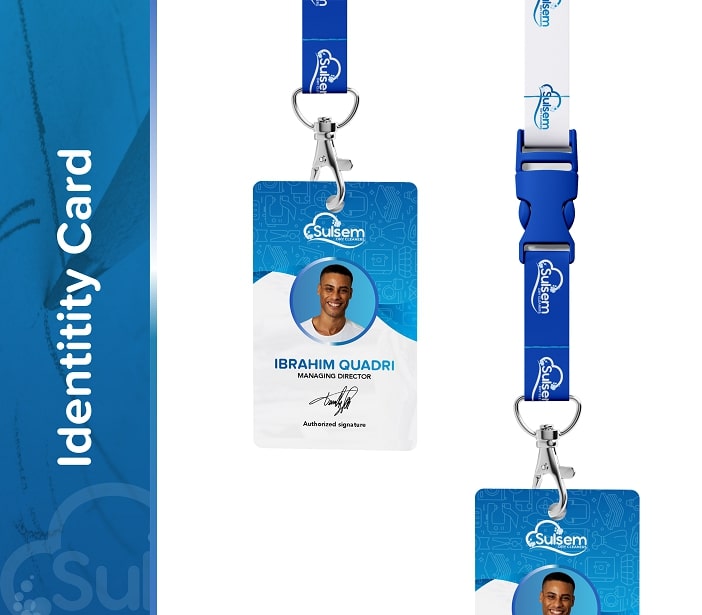 Identitity Card
Sulsem
Sulsem
DRY CLEANERS
IBRAHIM QUADRI
MANAGING DIRECTOR
Authorized signature
Sulsem
Sulsem
Sulsem
Sulsem
Sulsem
DRY CLEANERS
Sul